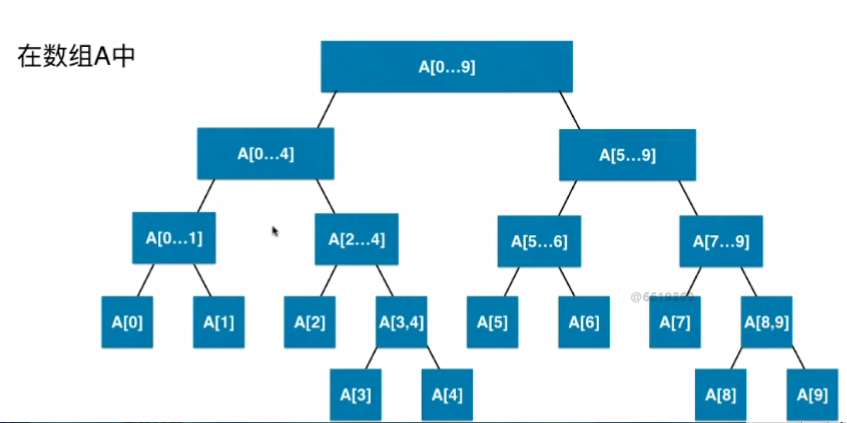 在数组A中
A[0...9]
A[0...4]
A[5...9]
A[0...1]
A[2...4]
A[5...6]
A[7...9]
A[0]
A[1]
A[2]
A[3,4]
A[5]
A[6]
A[7]
A[8,9]
A[3]
A[4]
A[8]
A[9]